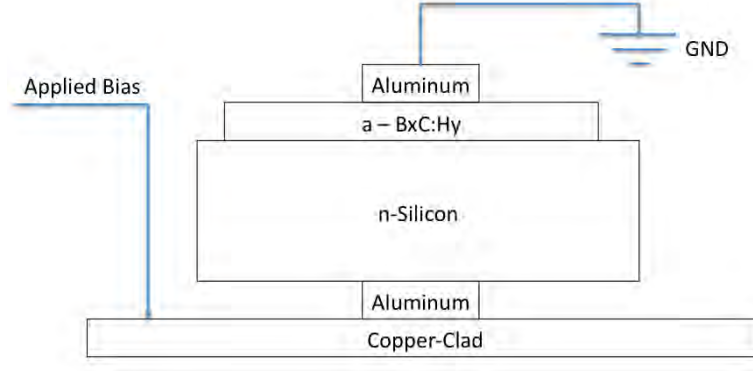 GND
Aluminum
Applied Bias
a – BxC:Hy
n-Silicon
Aluminum
Copper-Clad